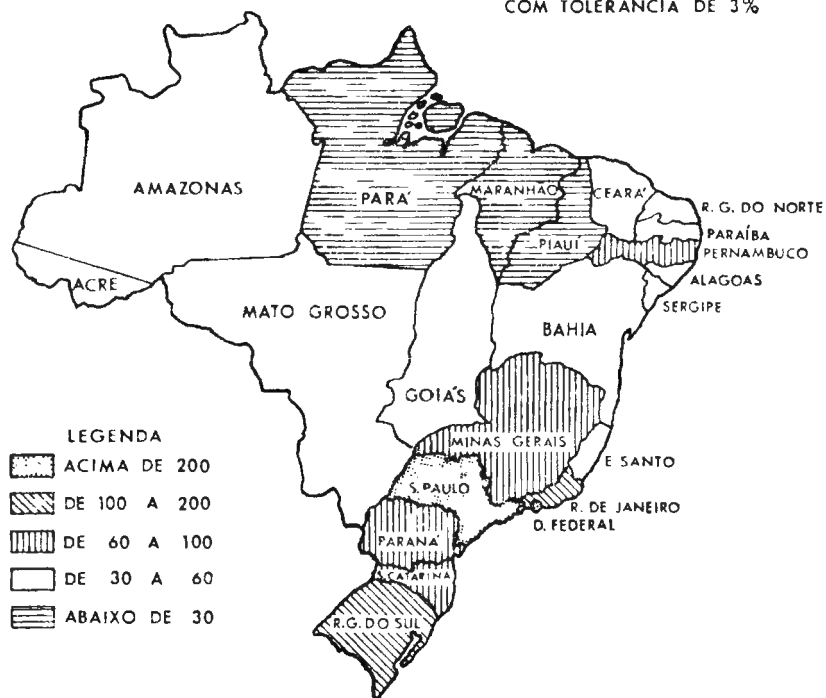 COM TOLERANCIA DE 3%
AMAZONAS
PARÁ
MARANHÃO
CEARÁ
R. G. DO NORTE
PARAÍBA
PERNAMBUCO
PIAUÍ
ALAGOAS
SERGIPE
ACRE
MATO GROSSO
BAHIA
GOIÁS
MINAS GERAIS
E SANTO
S. PAULO
R. DE JANEIRO
D. FEDERAL
PARANÁ
S. CATARINA
R.G. DO SUL
LEGENDA
ACIMA DE 200
DE 100 A 200
DE 60 A 100
DE 30 A 60
ABAIXO DE 30